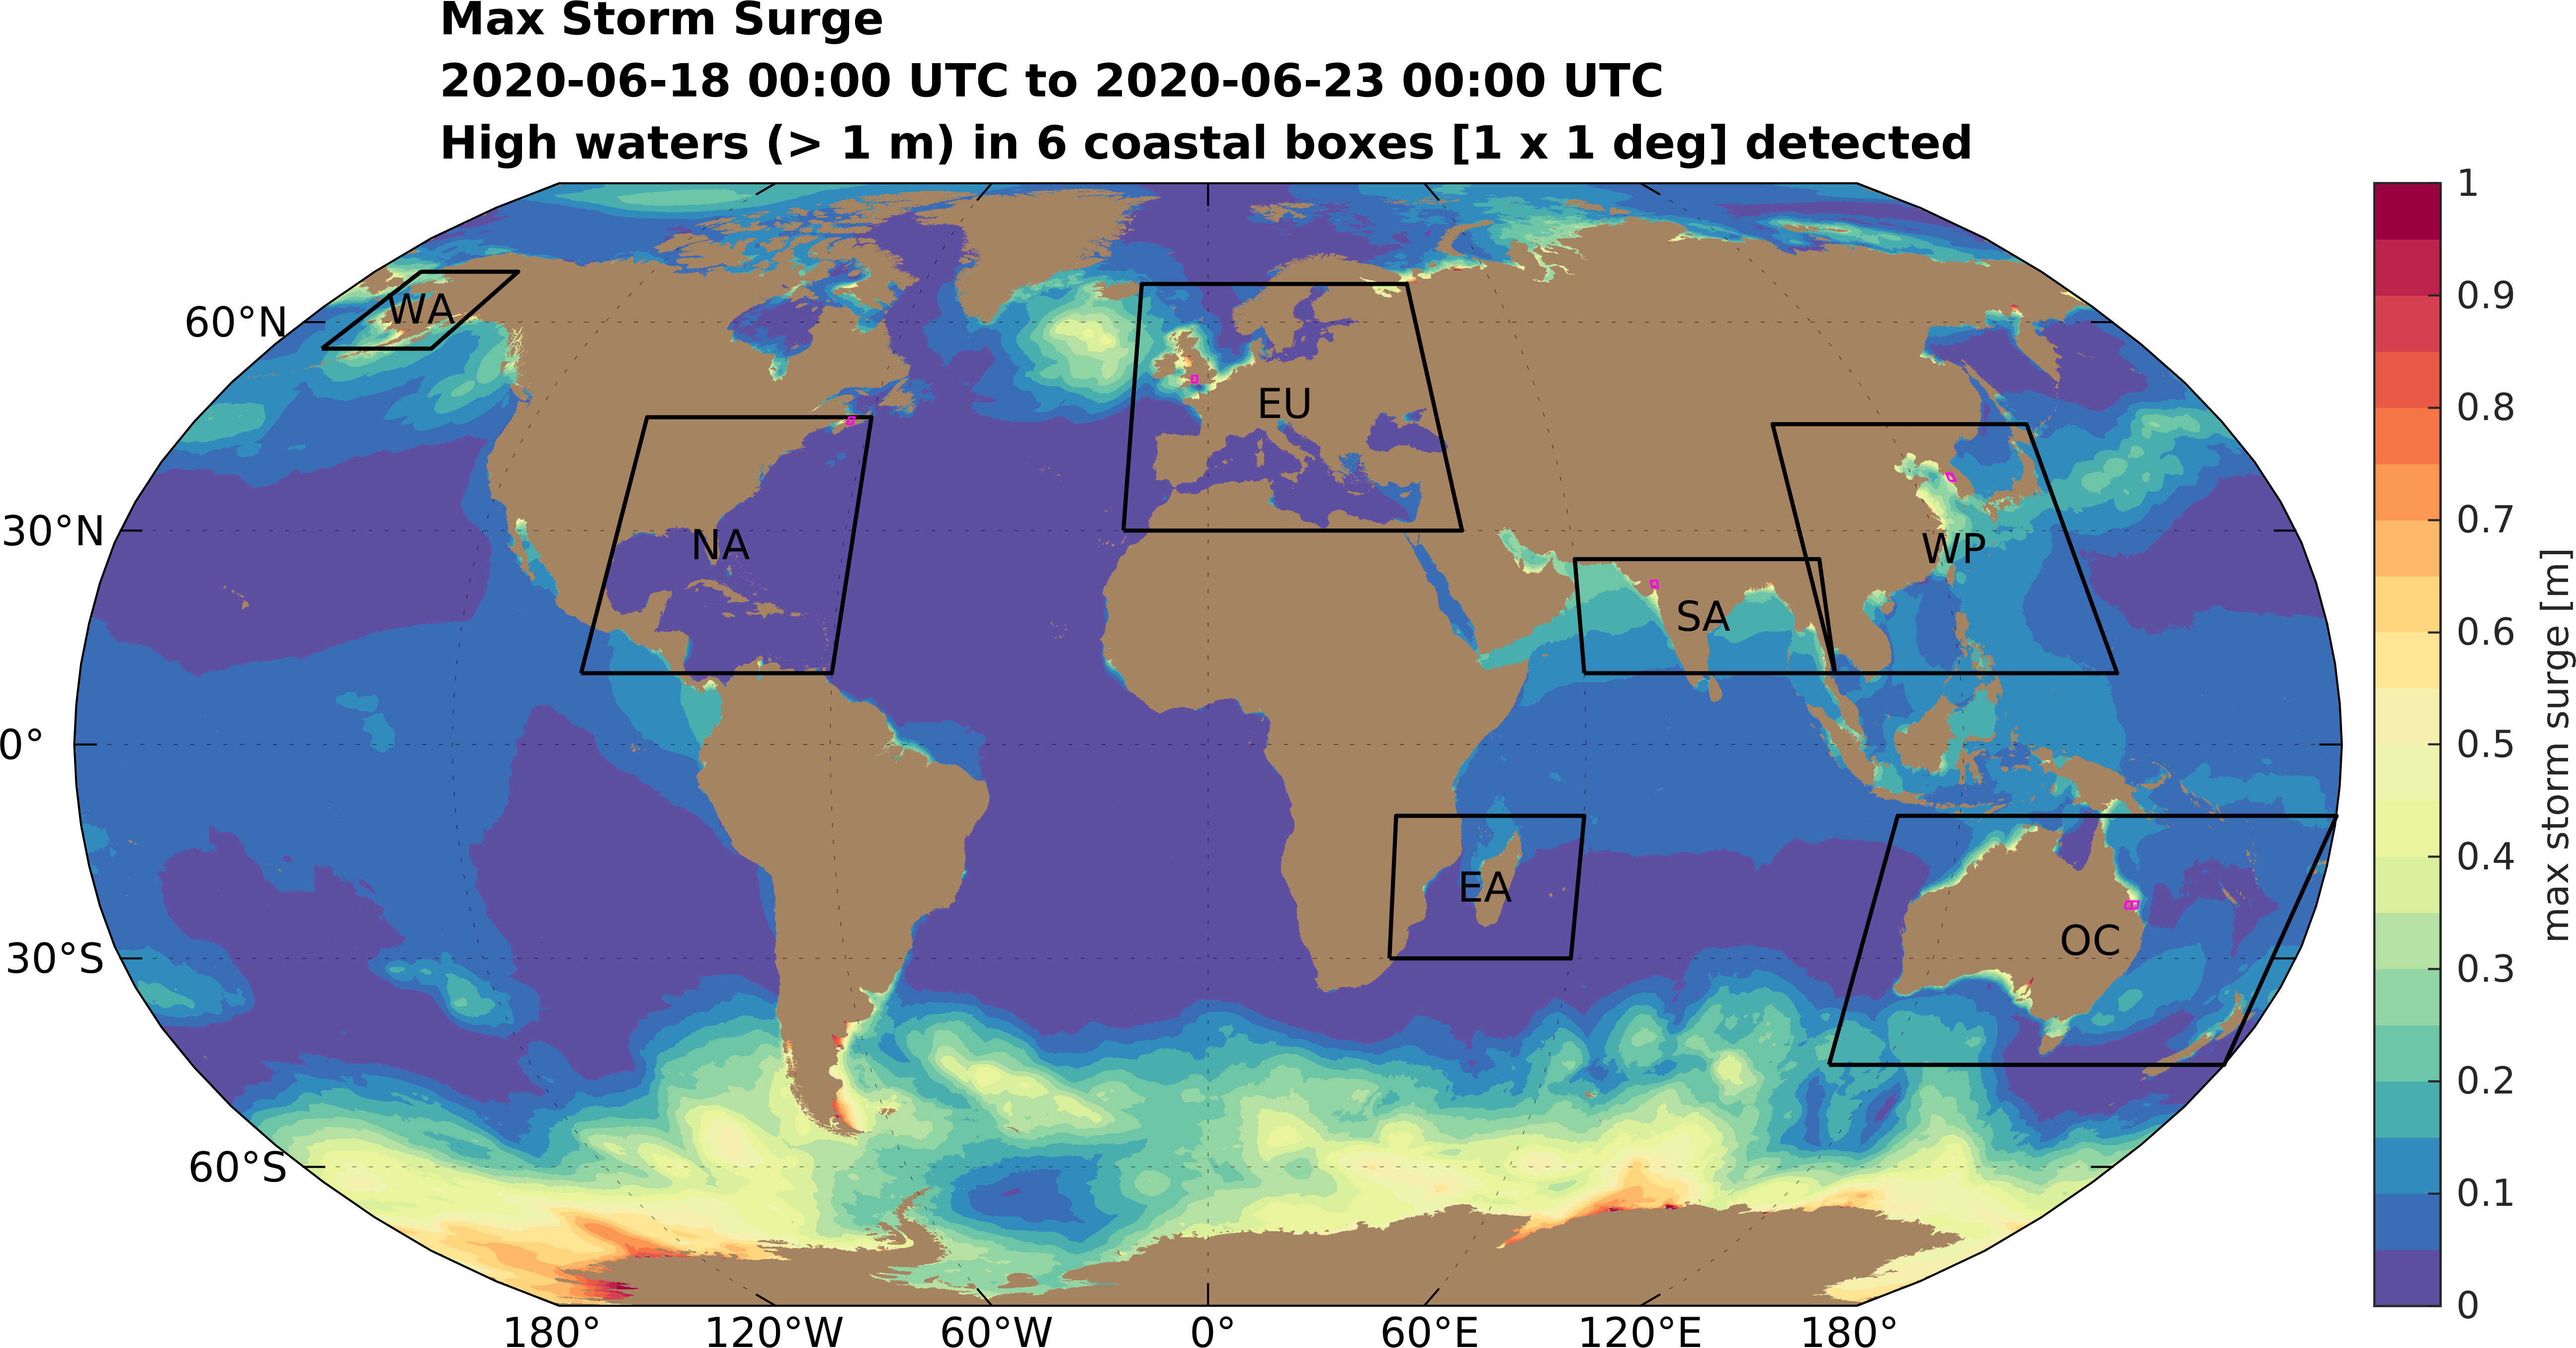 Max Storm Surge
2020-06-18 00:00 UTC to 2020-06-23 00:00 UTC
High waters (> 1 m) in 6 coastal boxes [1 x 1 deg] detected
60°N
30°N
0°
30°S
60°S
WA
NA
EU
SA
WP
EA
OC
180°
120°W
60°W
0°
60°E
120°E
180°
1
0.9
0.8
0.7
0.6
0.5
0.4
0.3
0.2
0.1
0
max storm surge [m]